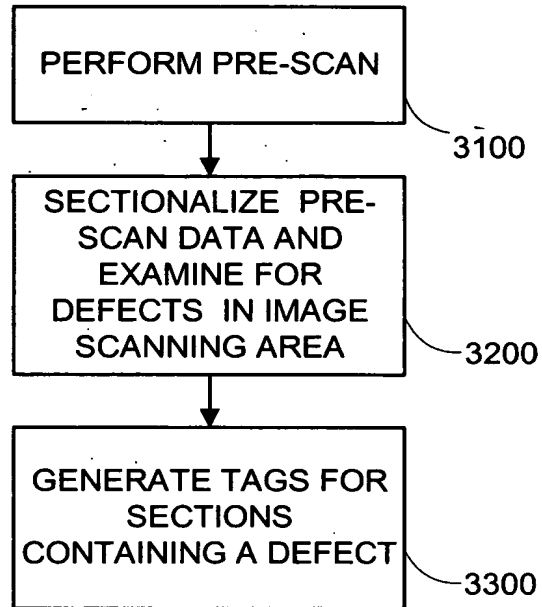 PERFORM PRE-SCAN
3100
SECTIONALIZE PRE-
SCAN DATA AND
EXAMINE FOR
DEFECTS IN IMAGE
SCANNING AREA
3200
GENERATE TAGS FOR
SECTIONS
CONTAINING A DEFECT
3300